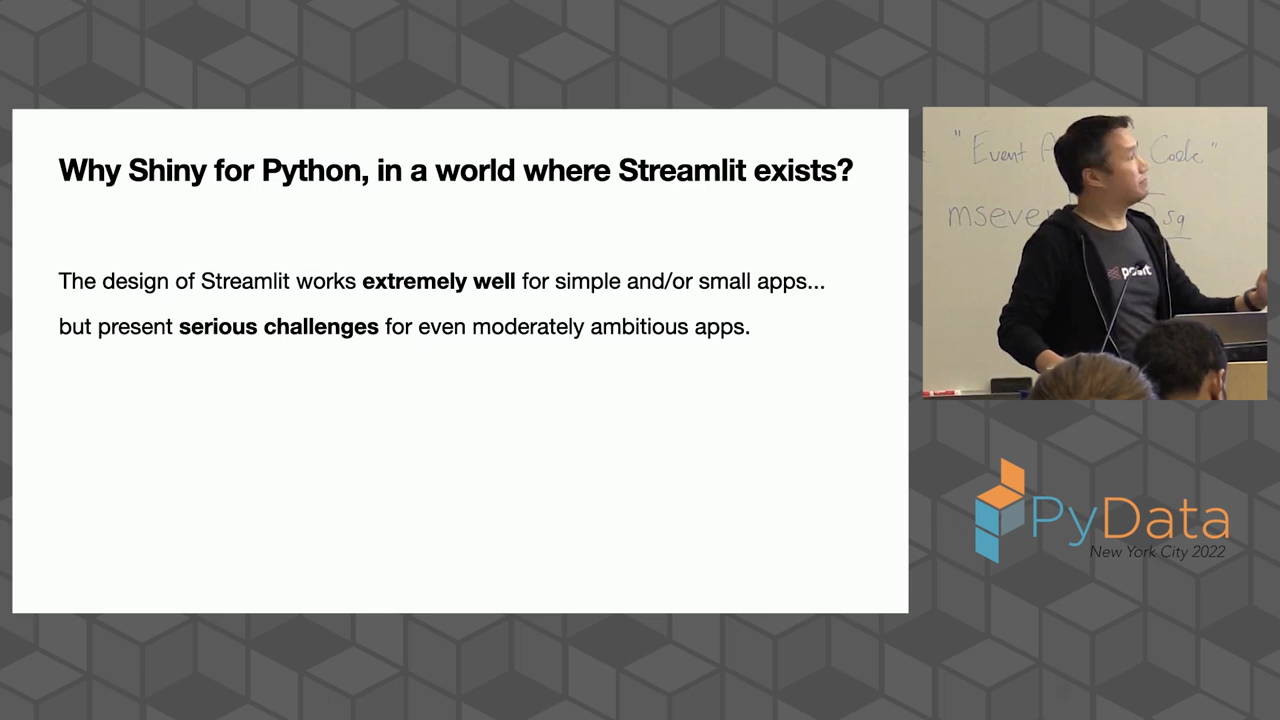 Why Shiny for Python, in a world where Streamlit exists?
The design of Streamlit works extremely well for simple and/or small apps...
but present serious challenges for even moderately ambitious apps.
"Event Code"
PyData
New York City 2022